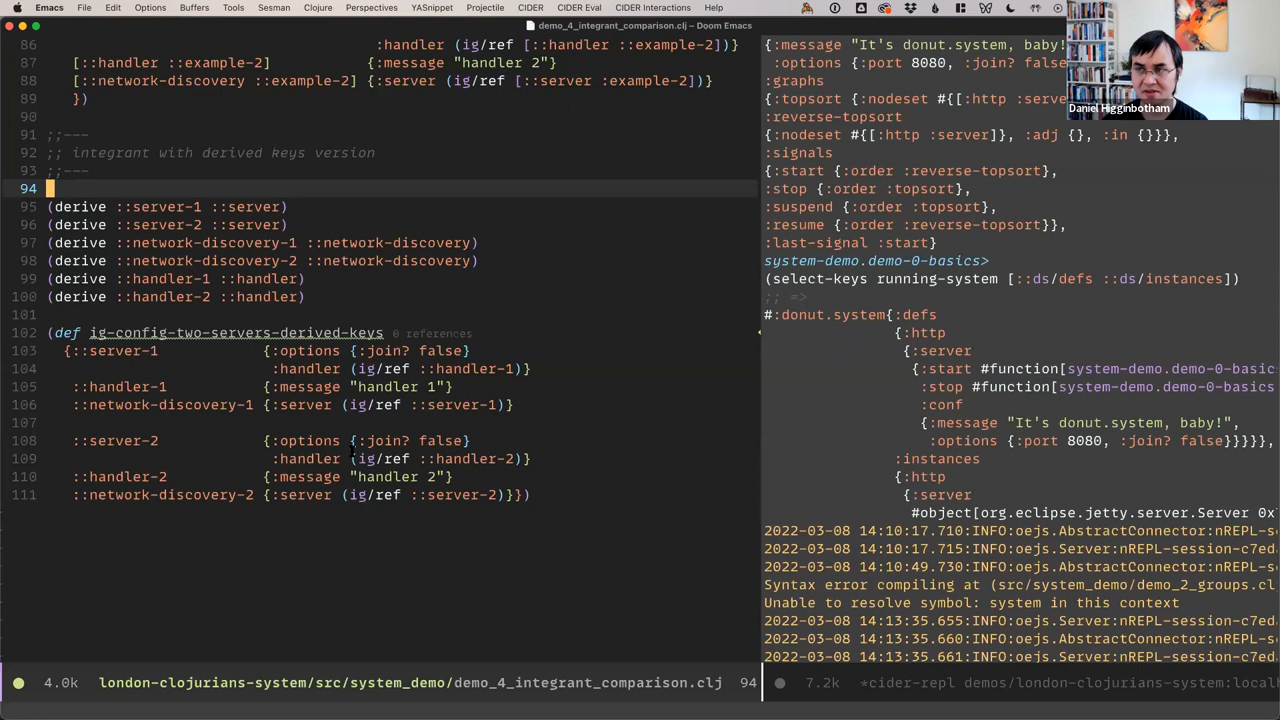 Emacs File Edit Options Buffers Tools Sesman Clojure Perspectives YASnippet Projectile CIDER CIDER Eval CIDER Interactions Help
demo_4_integrant_comparison.clj – Doom Emacs
86 :handler (ig/ref [::handler ::example-2])}
87 [::handler ::example-2] {:message "handler 2"}
88 [::network-discovery ::example-2] {:server (ig/ref [::server :example-2])}
89 })
90
91 ;;---
92 ;; integrant with derived keys version
93 ;;---
94
95 (derive ::server-1 ::server)
96 (derive ::server-2 ::server)
97 (derive ::network-discovery-1 ::network-discovery)
98 (derive ::network-discovery-2 ::network-discovery)
99 (derive ::handler-1 ::handler)
100 (derive ::handler-2 ::handler)
101
102 (def ig-config-two-servers-derived-keys 0 references
103 {::server-1 {:options {:join? false}
104 :handler (ig/ref ::handler-1)}
105 ::handler-1 {:message "handler 1"}
106 ::network-discovery-1 {:server (ig/ref ::server-1)}
107
108 ::server-2 {:options {:join? false}
109 :handler (ig/ref ::handler-2)}
110 ::handler-2 {:message "handler 2"}
111 ::network-discovery-2 {:server (ig/ref ::server-2)}})
4.0k london-clojurians-system/src/system_demo/demo_4_integrant_comparison.clj 94
{:message "It's donut.system, baby!
:options {:port 8080, :join? false
:graphs
{:topsort {:nodeset #{[:http :serve
:reverse-topsort
{:nodeset #{[:http :server]}, :adj {}, :in {}}},
:signals
{:start {:order :reverse-topsort},
:stop {:order :topsort},
:suspend {:order :topsort},
:resume {:order :reverse-topsort}},
:last-signal :start}
system-demo.demo-0-basics>
(select-keys running-system [::ds/defs ::ds/instances])
;; =>
#:donut.system{:defs
{:http
{:server
{:start #function[system-demo.demo-0-basic
:stop #function[system-demo.demo-0-basics
:conf
{:message "It's donut.system, baby!",
:options {:port 8080, :join? false}}}}},
:instances
{:http
{:server
#object[org.eclipse.jetty.server.Server 0x
2022-03-08 14:10:17.710:INFO:oejs.AbstractConnector:nREPL-s
2022-03-08 14:10:17.715:INFO:oejs.Server:nREPL-session-c7ed
2022-03-08 14:10:49.730:INFO:oejs.AbstractConnector:nREPL-s
Syntax error compiling at (src/system_demo/demo_2_groups.cl
Unable to resolve symbol: system in this context
2022-03-08 14:13:35.655:INFO:oejs.Server:nREPL-session-c7ed
2022-03-08 14:13:35.660:INFO:oejs.AbstractConnector:nREPL-s
2022-03-08 14:13:35.661:INFO:oejs.Server:nREPL-session-c7ed
7.2k *cider-repl demos/london-clojurians-system:local
Daniel Higginbotham